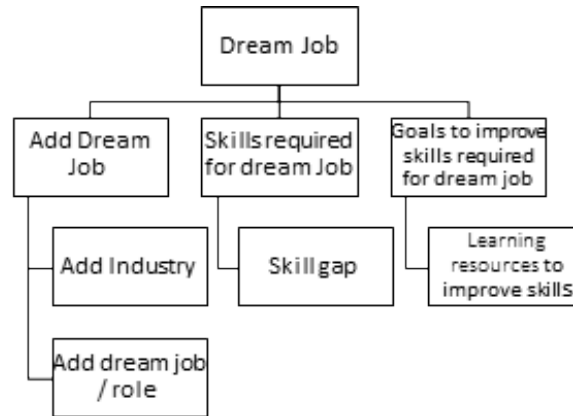 Dream Job
Add Dream
Job
Skills required
for dream Job
Goals to improve
skills required
for dream job
Add Industry
Skill gap
Learning
resources to
improve skills
Add dream job
/ role